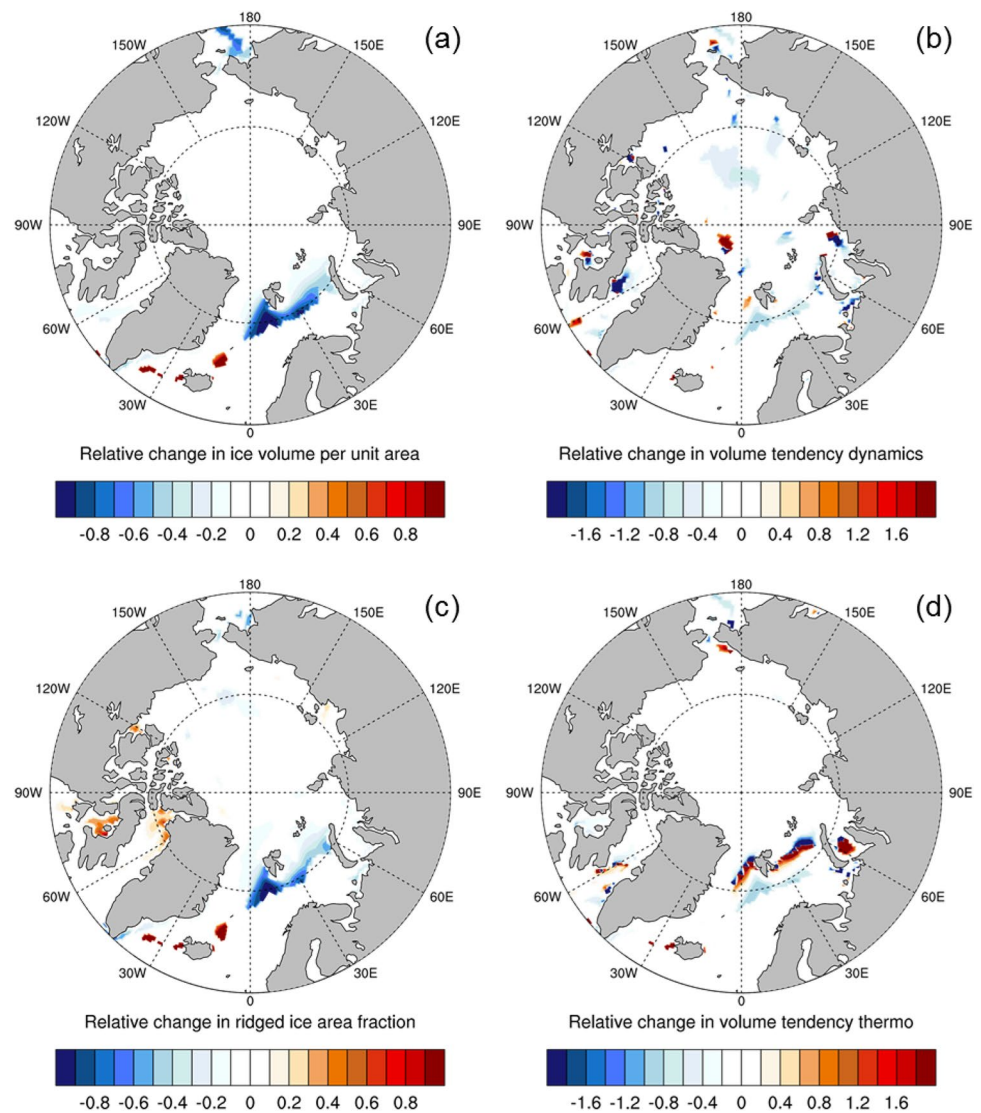 180
180
(a)
(b)
150W
150E
150W
150E
120W
120E
120W
120E
90W
90E
90W
90E
60W
60E
60W
60E
30W
30E
30W
30E
0
0
Relative change in ice volume per unit area
Relative change in volume tendency dynamics
-0.8 -0.6 -0.4 -0.2 0 0.2 0.4 0.6 0.8
-1.6 -1.2 -0.8 -0.4 0 0.4 0.8 1.2 1.6
180
180
(c)
(d)
150W
150E
150W
150E
120W
120E
120W
120E
90W
90E
90W
90E
60W
60E
60W
60E
30W
30E
30W
30E
0
0
Relative change in ridged ice area fraction
Relative change in volume tendency thermo
-0.8 -0.6 -0.4 -0.2 0 0.2 0.4 0.6 0.8
-1.6 -1.2 -0.8 -0.4 0 0.4 0.8 1.2 1.6